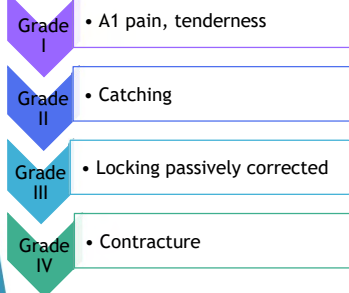 Grade
I
• A1 pain, tenderness
Grade
II
• Catching
Grade
III
• Locking passively corrected
Grade
IV
• Contracture